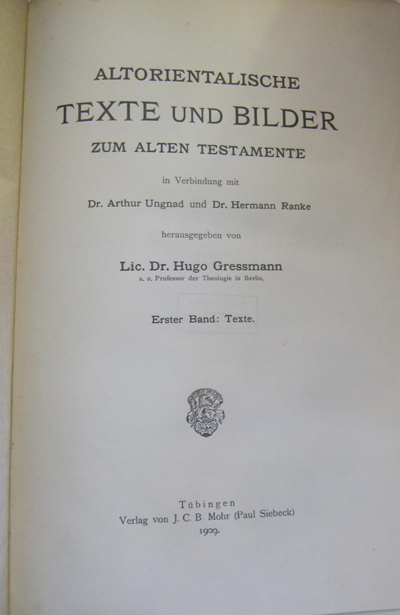 ALTORIENTALISCHE
TEXTE UND BILDER
ZUM ALTEN TESTAMENTE
in Verbindung mit
Dr. Arthur Ungnad und Dr. Hermann Ranke
herausgegeben von
Lic. Dr. Hugo Gressmann
a. o. Professor der Theologie in Berlin.
Erster Band: Texte.
Tübingen
Verlag von J. C. B. Mohr (Paul Siebeck)
1909.